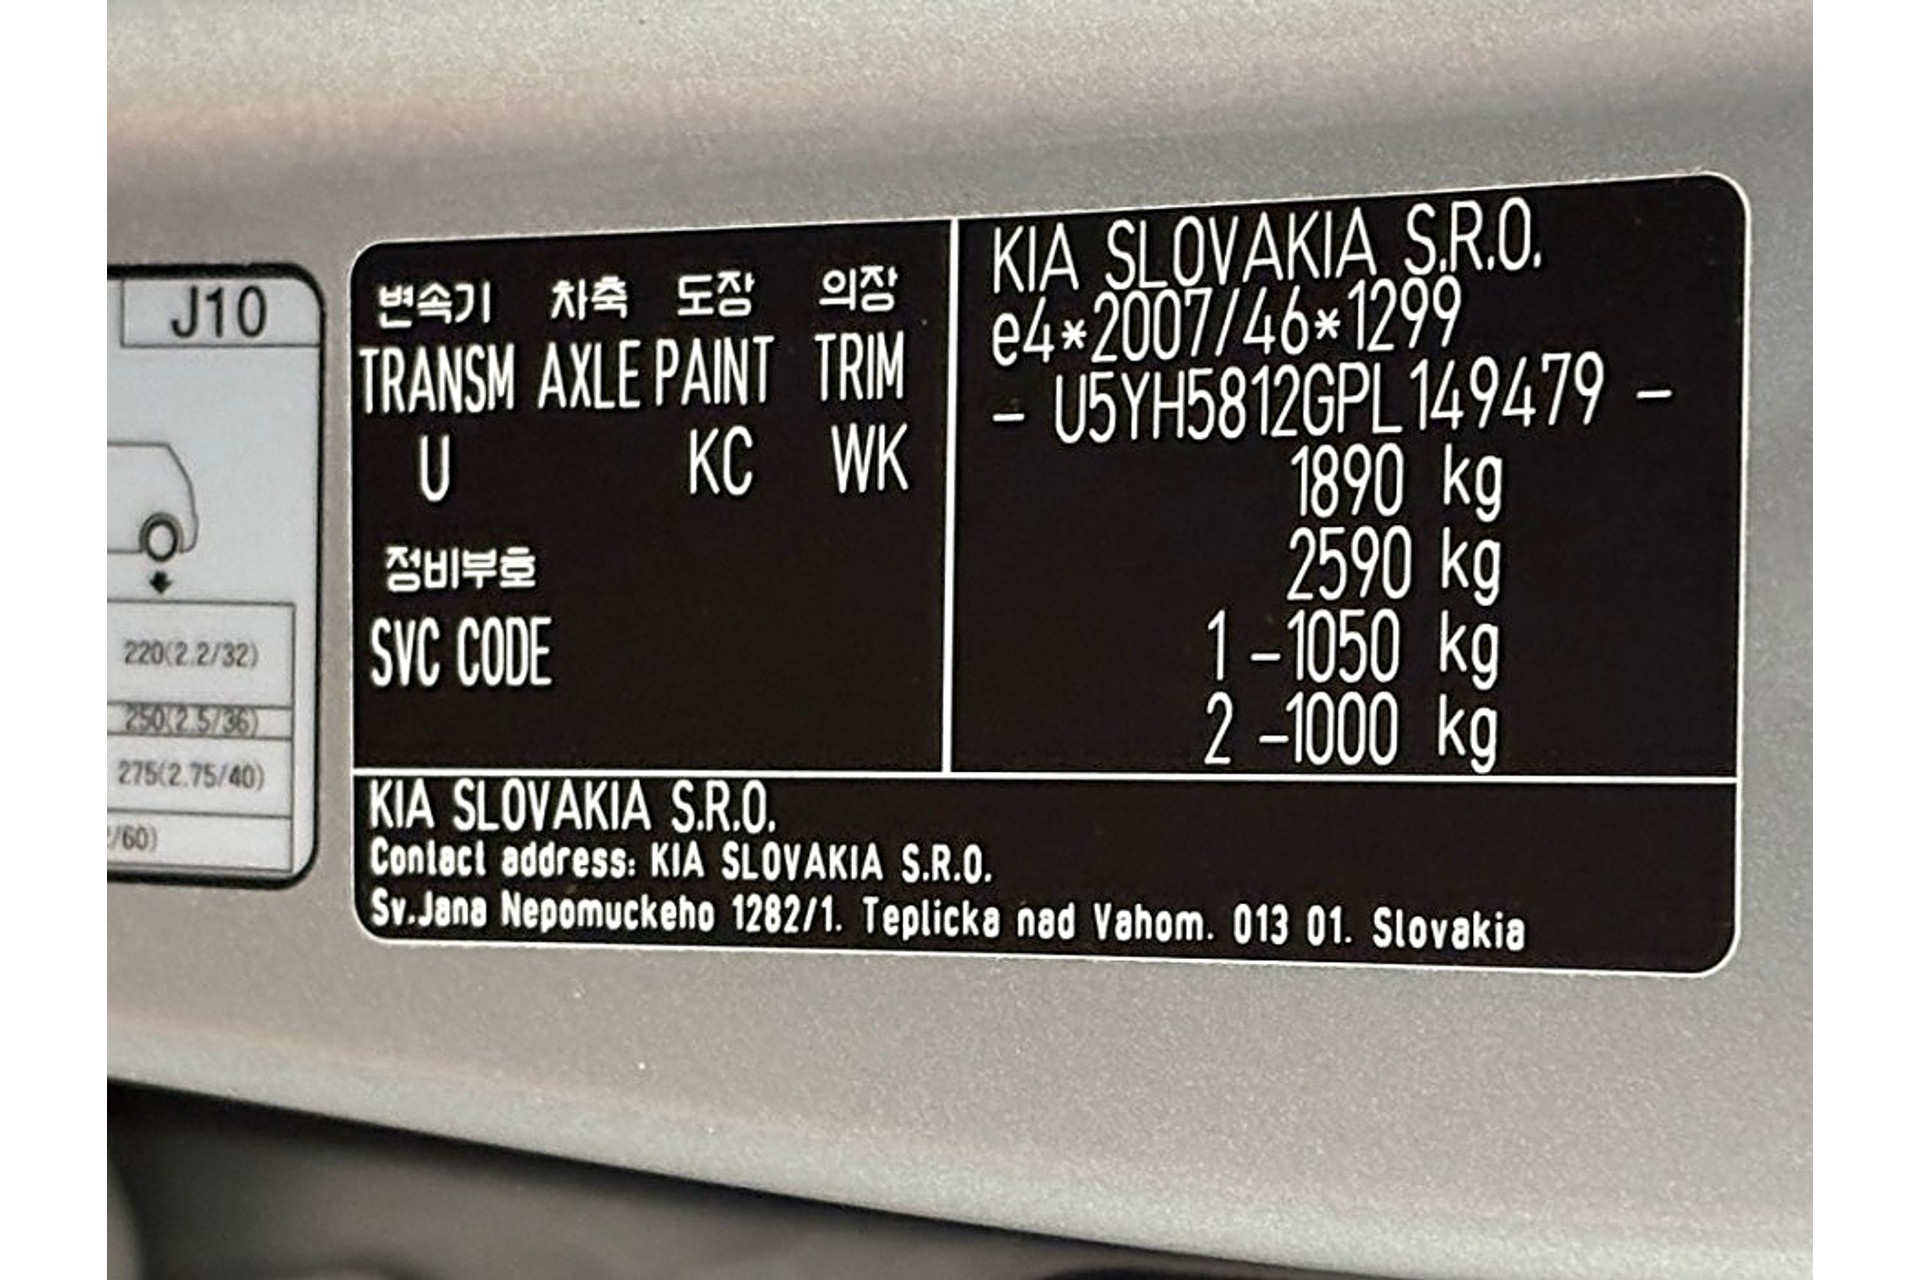 J10
220(2.2/32)
250(2.5/36)
275(2.75/40)
/60)
변속기 차축 도장 의장
TRANSM AXLE PAINT TRIM
U KC WK
정비부호
SVC CODE
KIA SLOVAKIA S.R.O.
e4*2007/46*1299
- U5YH5812GPL149479 -
1890 kg
2590 kg
1 -1050 kg
2 -1000 kg
KIA SLOVAKIA S.R.O.
Contact address: KIA SLOVAKIA S.R.O.
Sv.Jana Nepomuckeho 1282/1. Teplicka nad Vahom. 013 01. Slovakia